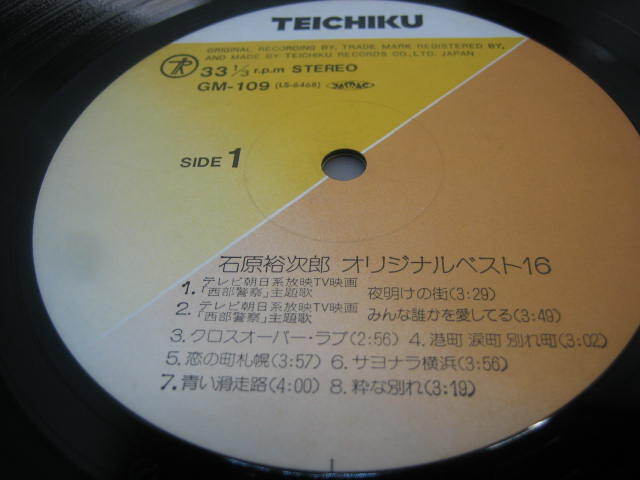 TEICHIKU
ORIGINAL RECORDING BY, TRADE MARK REGISTERED BY,
AND MADE BY TEICHIKU RECORDS CO., LTD. JAPAN
33 1/3 r.p.m STEREO
GM-109 (LS-6468)
SIDE 1
石原裕次郎 オリジナルベスト16
1. テレビ朝日系放映TV映画
「西部警察」主題歌 夜明けの街(3:29)
2. テレビ朝日系放映TV映画
「西部警察」主題歌 みんな誰かを愛してる(3:49)
3. クロスオーバー・ラブ(2:56) 4. 港町 涙町 別れ町(3:02)
5. 恋の町札幌(3:57) 6. サヨナラ横浜(3:56)
7. 青い滑走路(4:00) 8. 粋な別れ(3:19)